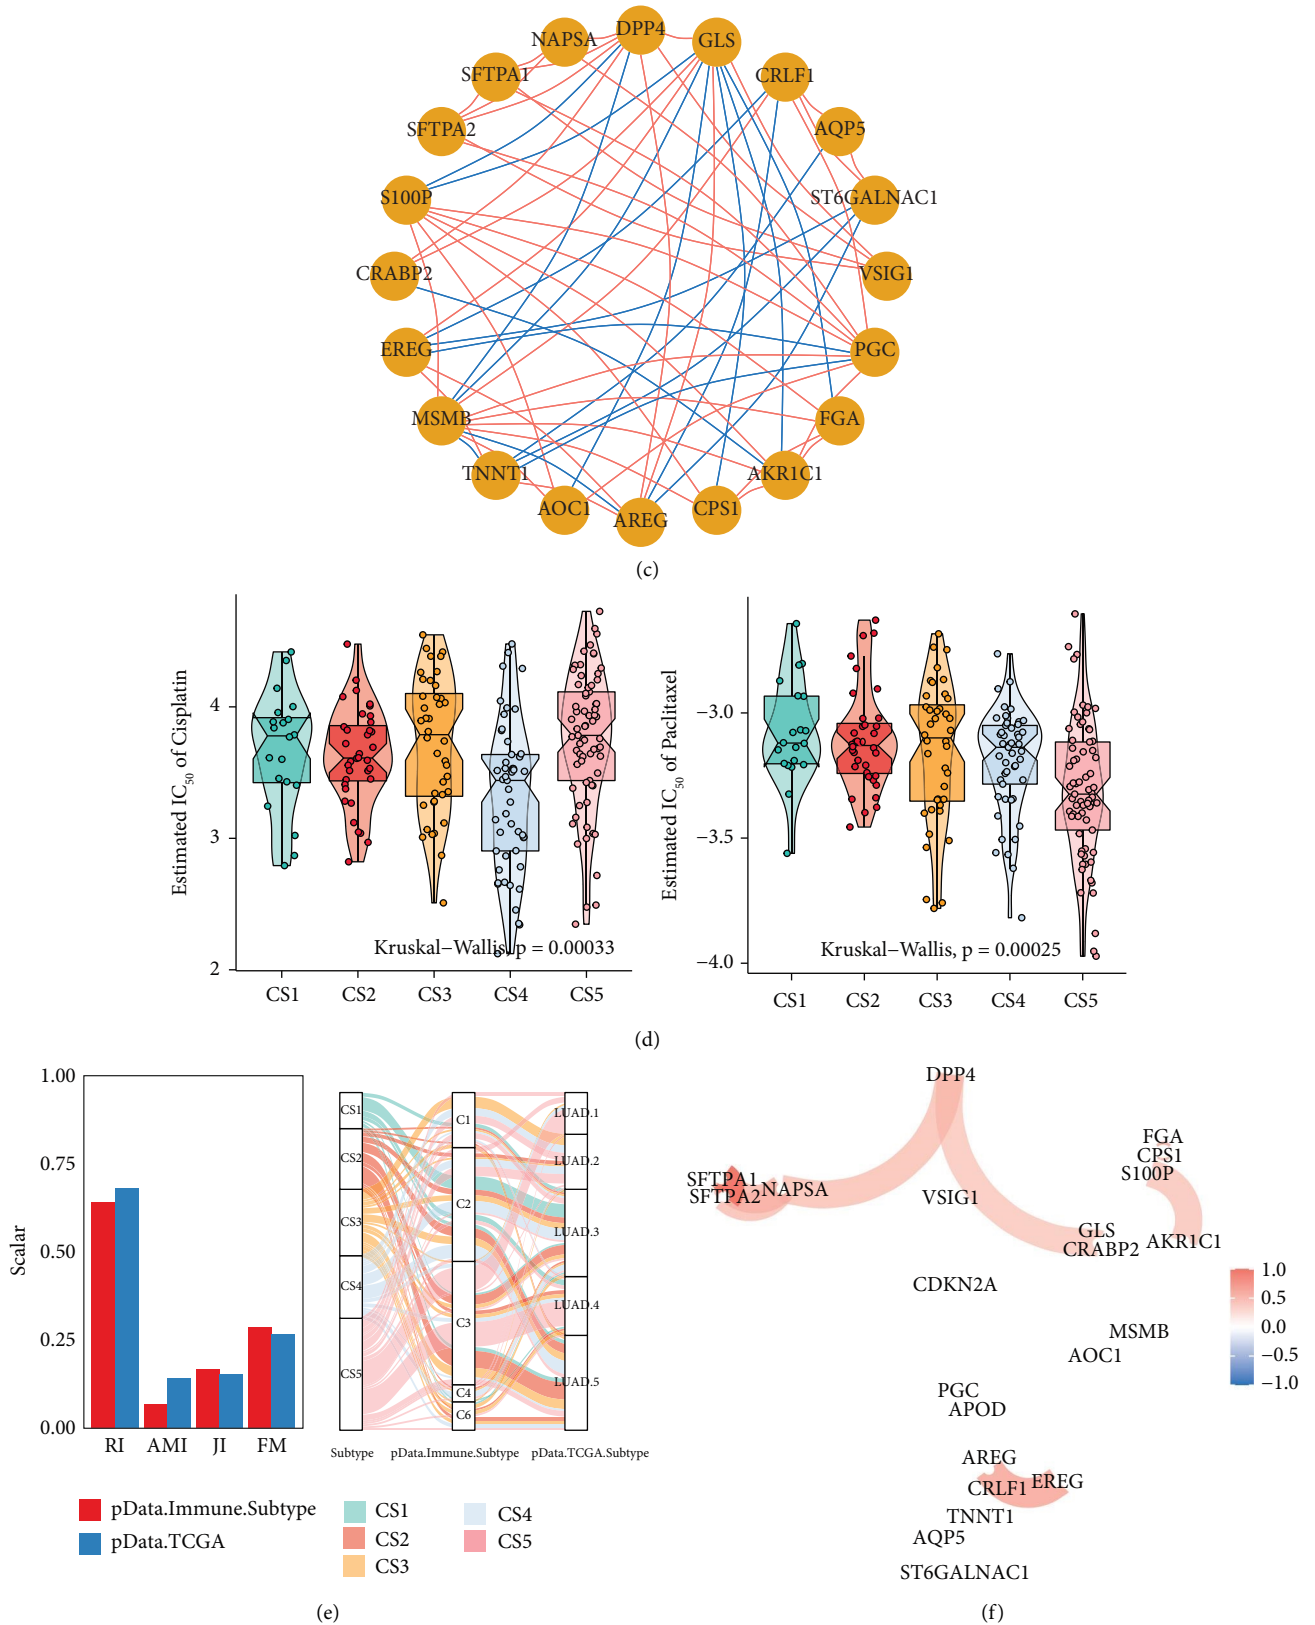 DPP4
NAPSA
GLS
SFTPA1
CRLF1
SFTPA2
AQP5
S100P
ST6GALNAC1
CRABP2
VSIG1
EREG
PGC
MSMB
FGA
TNNT1
AKR1C1
AOC1
CPS1
AREG
(c)
Estimated IC50 of Cisplatin
4
3
2
Kruskal−Wallis, p = 0.00033
CS1 CS2 CS3 CS4 CS5
Estimated IC50 of Paclitaxel
−3.0
−3.5
−4.0
Kruskal−Wallis, p = 0.00025
CS1 CS2 CS3 CS4 CS5
(d)
Scalar
1.00
0.75
0.50
0.25
0.00
RI AMI JI FM
pData.Immune.Subtype
pData.TCGA
CS1
CS2
CS3
CS4
CS5
C1
C2
C3
C4
C6
LUAD.1
LUAD.2
LUAD.3
LUAD.4
LUAD.5
Subtype pData.Immune.Subtype pData.TCGA.Subtype
CS1
CS2
CS3
CS4
CS5
(e)
DPP4
FGA
CPS1
S100P
SFTPA1
SFTPA2
NAPSA
VSIG1
GLS
CRABP2
AKR1C1
CDKN2A
MSMB
AOC1
PGC
APOD
AREG
EREG
CRLF1
TNNT1
AQP5
ST6GALNAC1
1.0
0.5
0.0
−0.5
−1.0
(f)